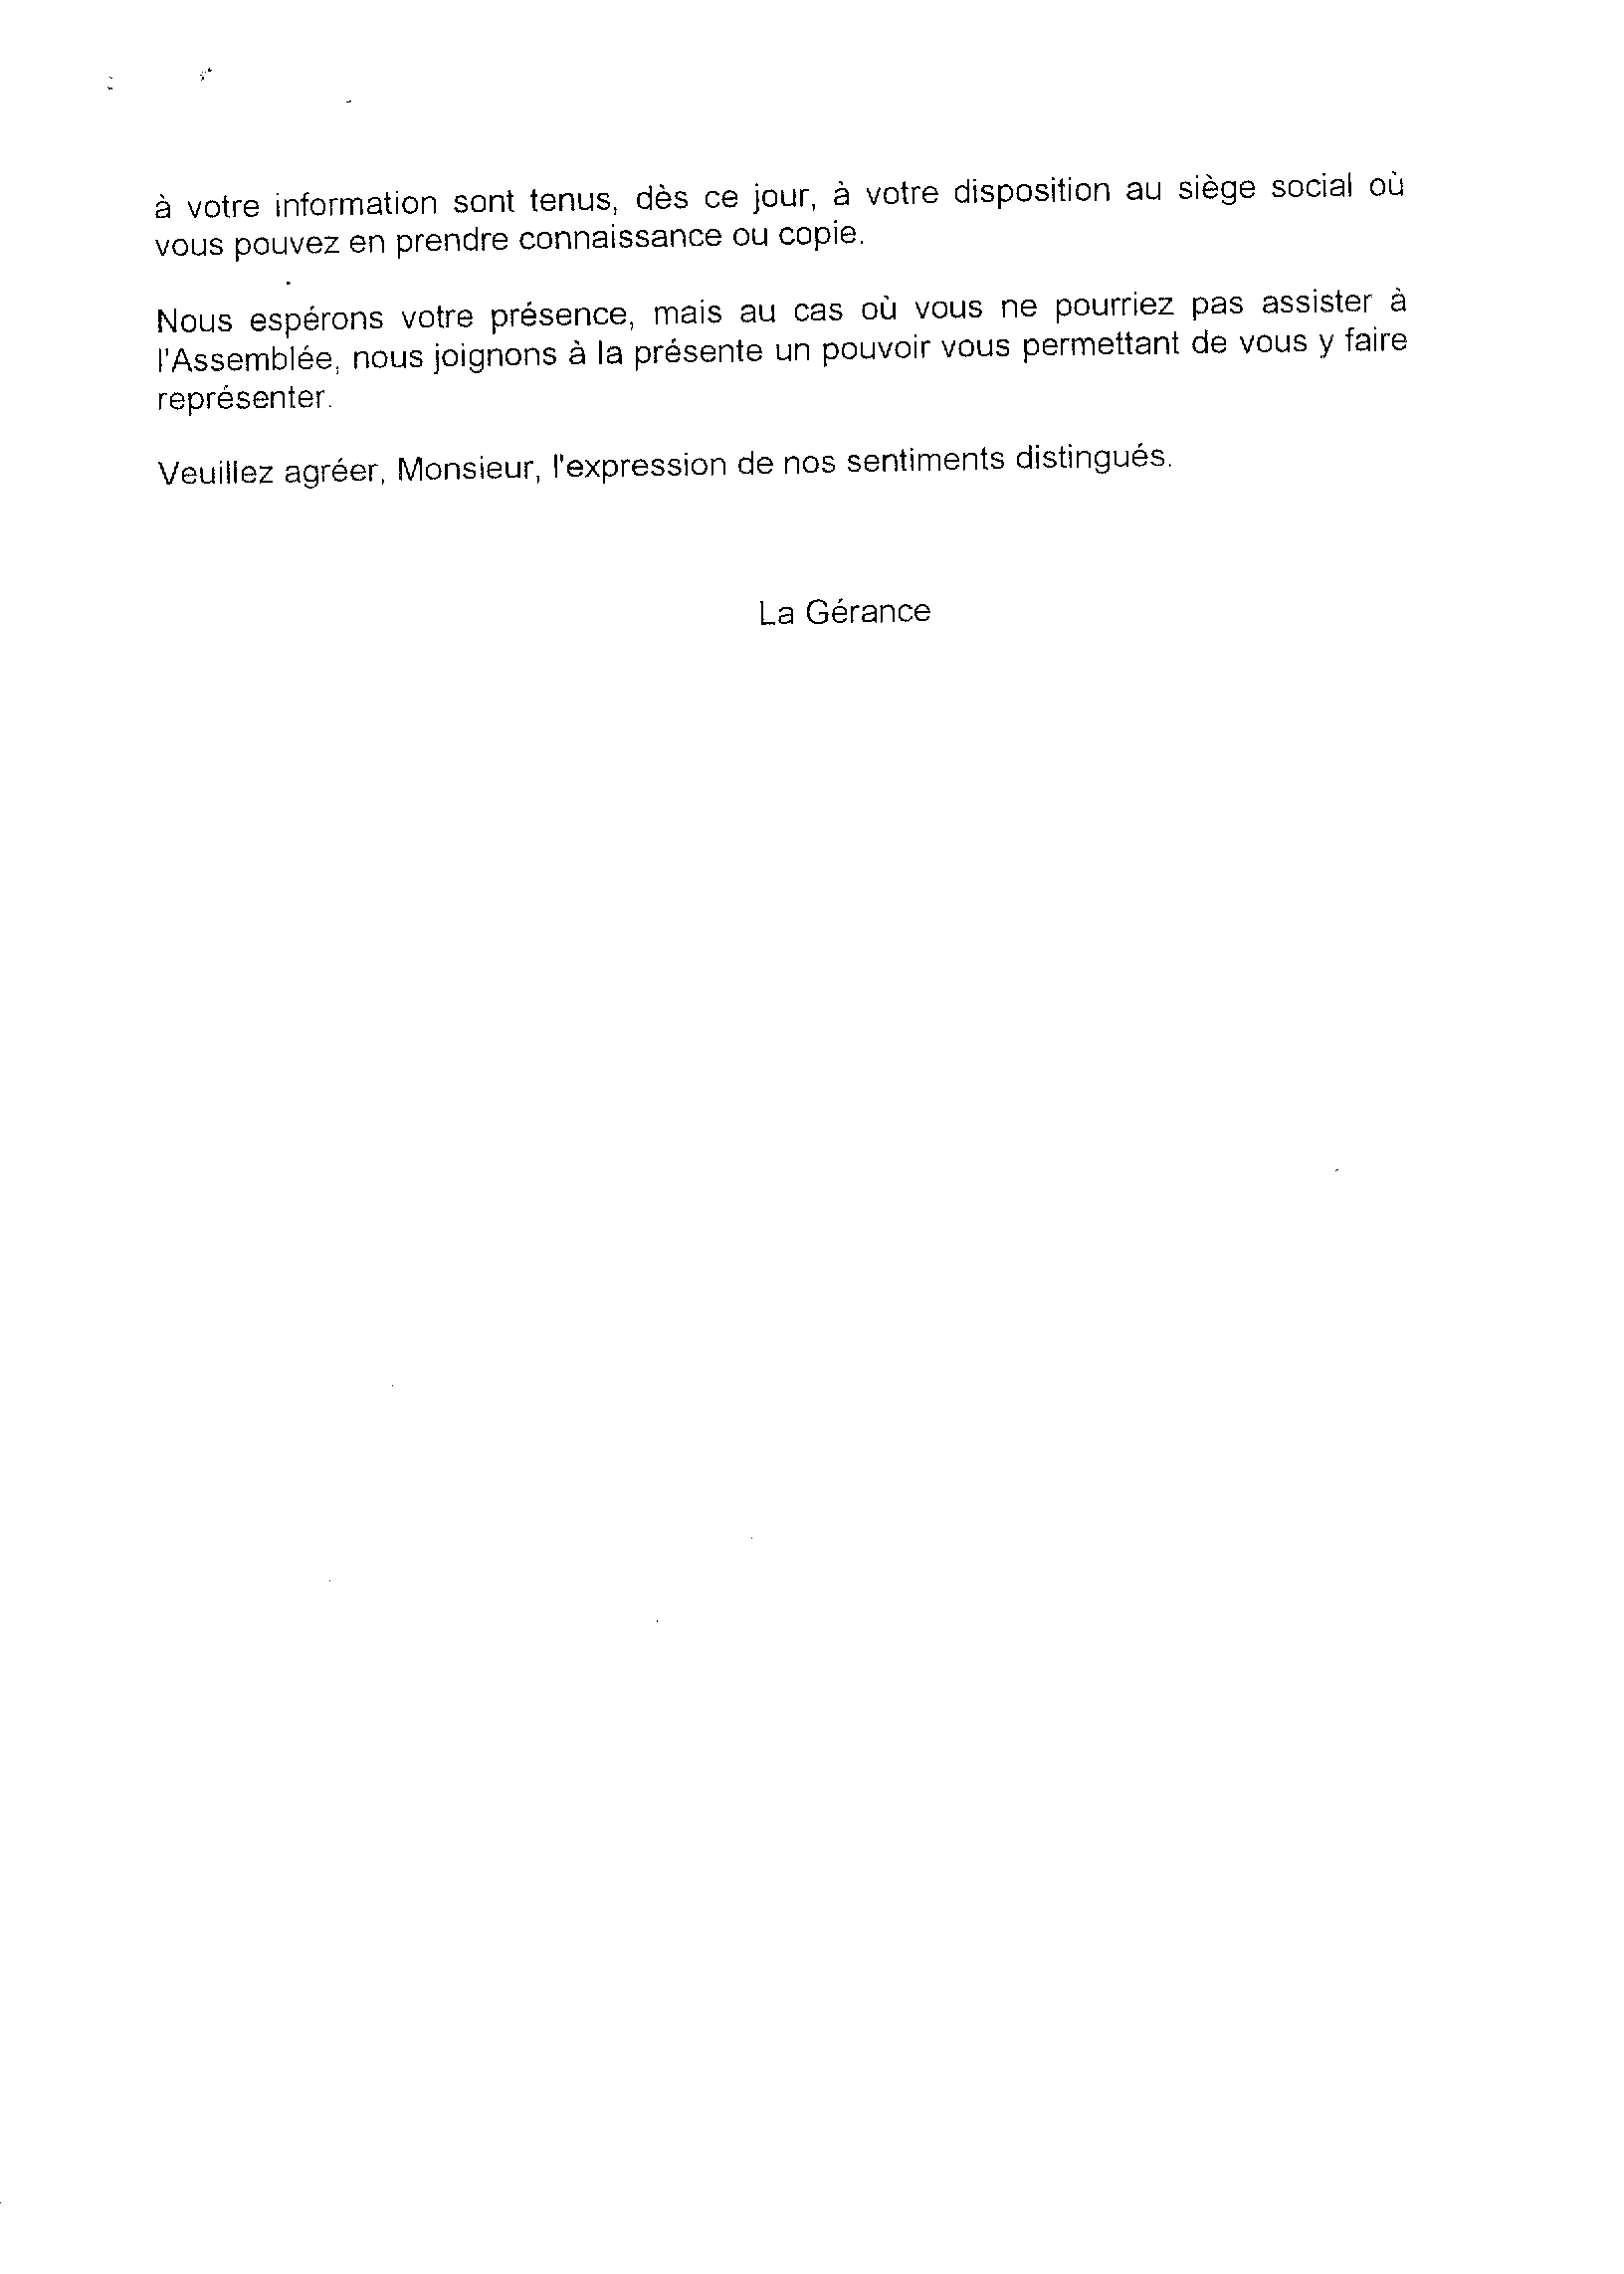 à votre information sont tenus, dès ce jour, à votre disposition au siège social où
vous pouvez en prendre connaissance ou copie.
Nous espérons votre présence, mais au cas où vous ne pourriez pas assister à
l'Assemblée, nous joignons à la présente un pouvoir vous permettant de vous y faire
représenter.
Veuillez agréer, Monsieur, l'expression de nos sentiments distingués.
La Gérance